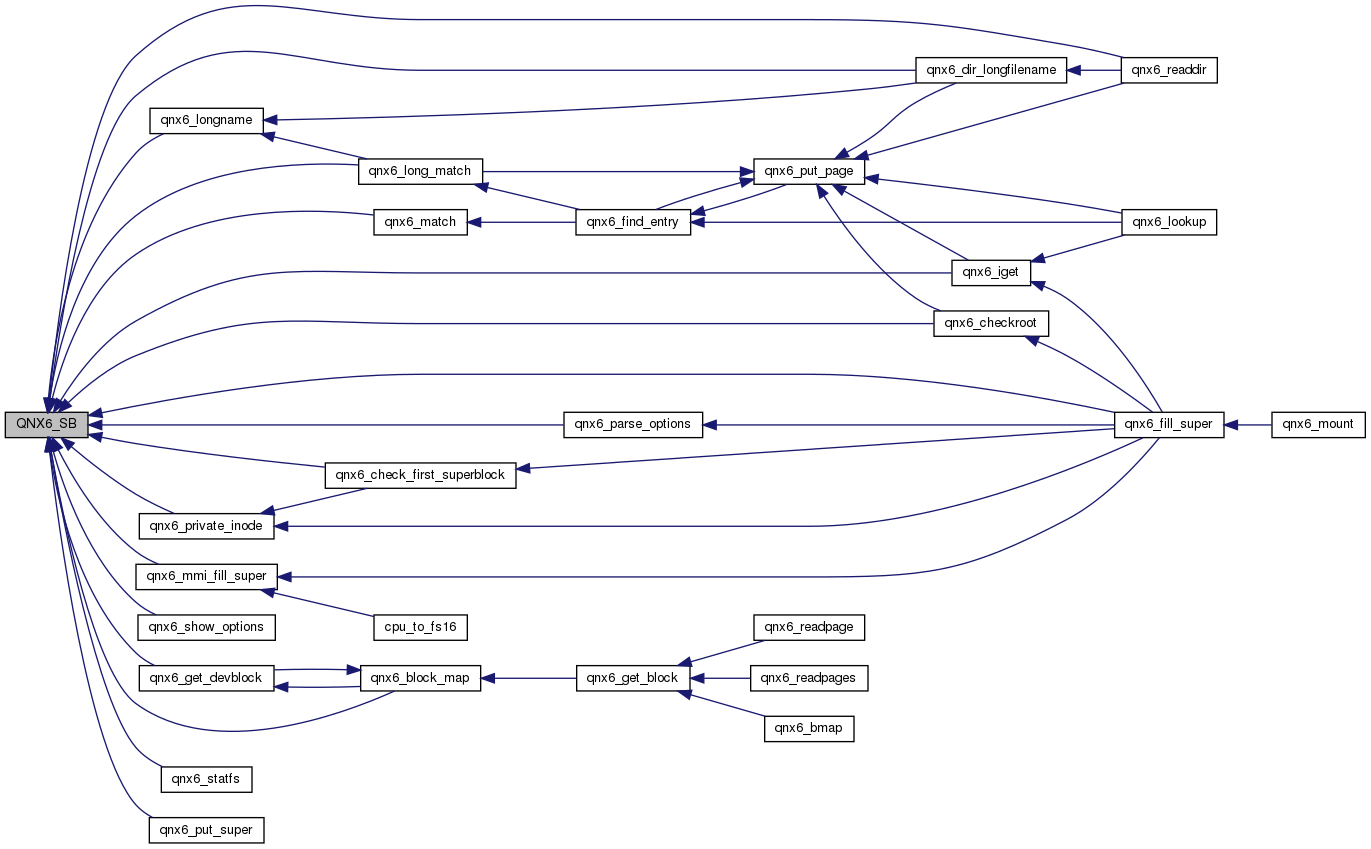 qnx6_dir_longfilename
qnx6_readdir
qnx6_longname
qnx6_long_match
qnx6_put_page
qnx6_match
qnx6_find_entry
qnx6_lookup
qnx6_iget
qnx6_checkroot
QNX6_SB
qnx6_parse_options
qnx6_fill_super
qnx6_mount
qnx6_check_first_superblock
qnx6_private_inode
qnx6_mmi_fill_super
qnx6_show_options
cpu_to_fs16
qnx6_readpage
qnx6_get_devblock
qnx6_block_map
qnx6_get_block
qnx6_readpages
qnx6_bmap
qnx6_statfs
qnx6_put_super